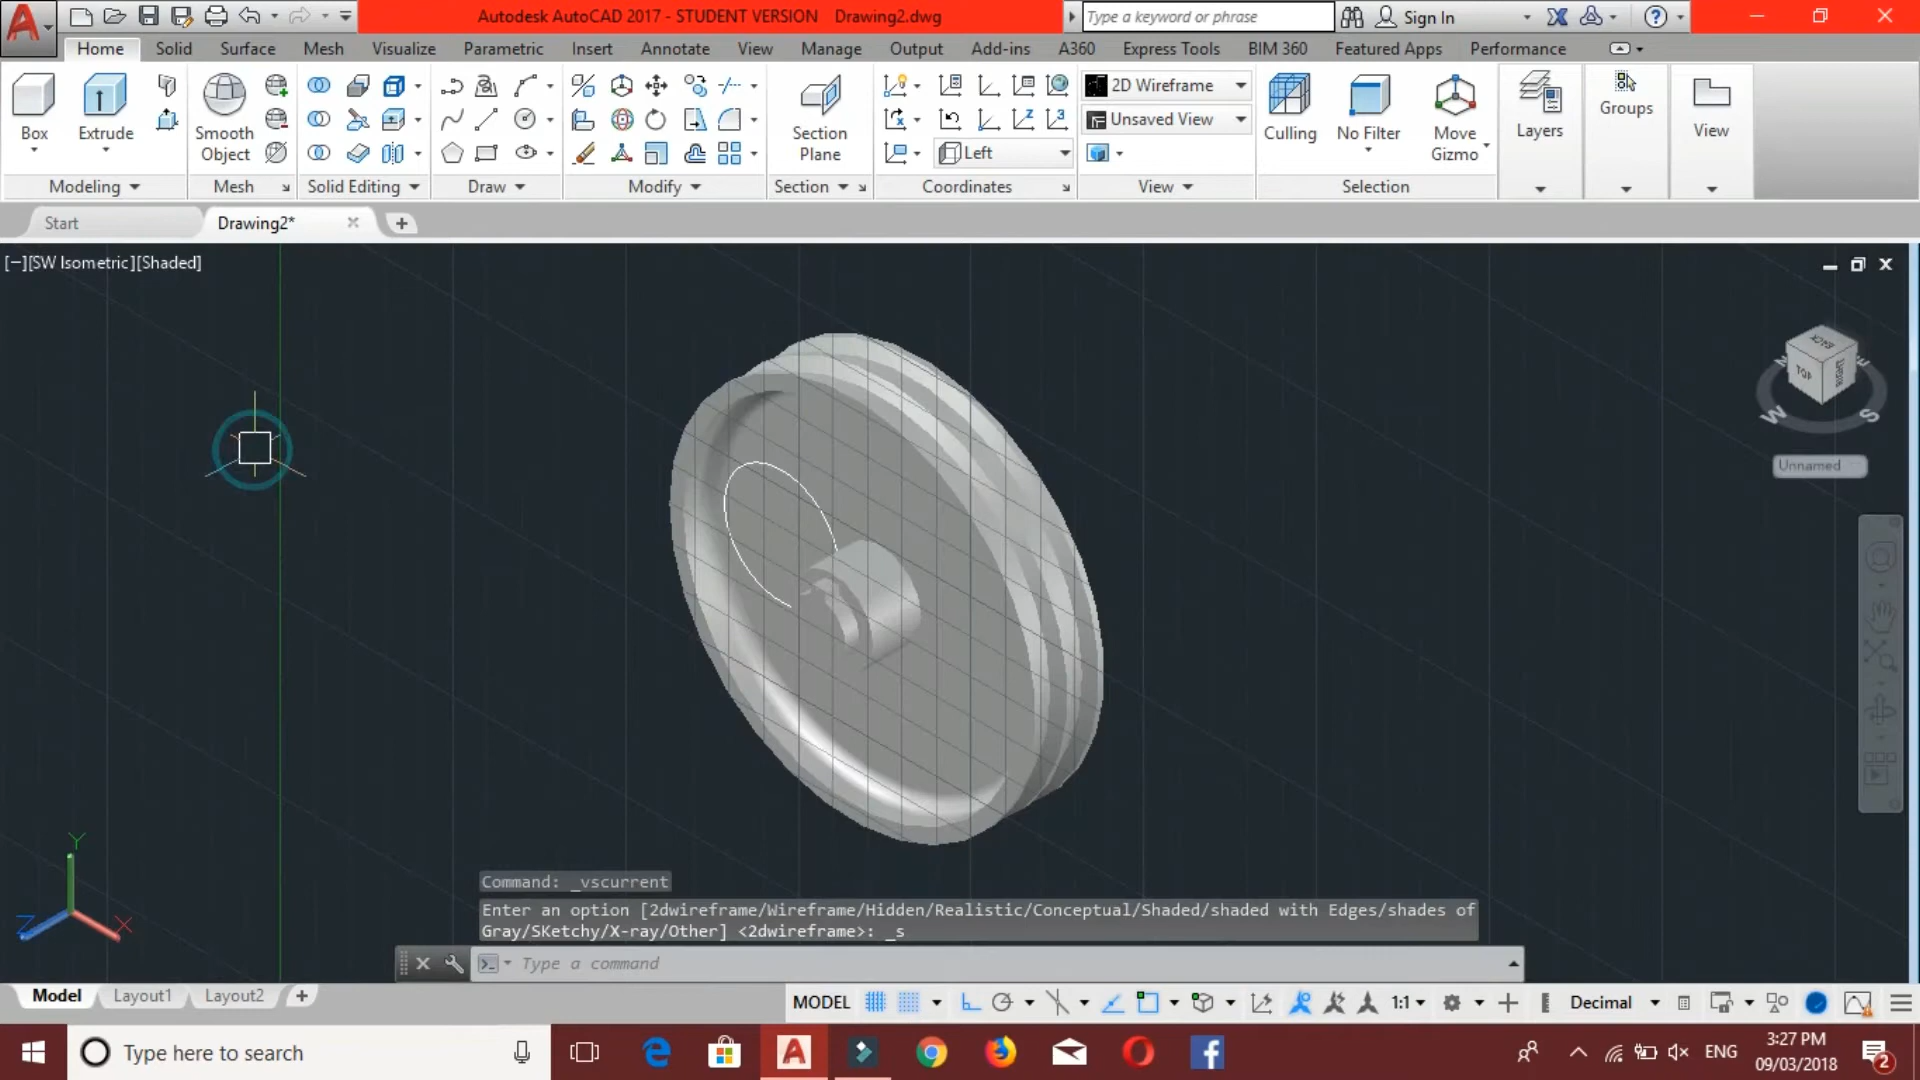 Autodesk AutoCAD 2017 - STUDENT VERSION Drawing2.dwg
Type a keyword or phrase
Sign In
Home Solid Surface Mesh Visualize Parametric Insert Annotate View Manage Output Add-ins A360 Express Tools BIM 360 Featured Apps Performance
2D Wireframe
Unsaved View
Left
Box
Extrude
Smooth Object
Section Plane
Culling
No Filter
Move Gizmo
Layers
Groups
View
Modeling Mesh Solid Editing Draw Modify Section Coordinates View Selection
Start
Drawing2*
[−][SW Isometric][Shaded]
BACK
TOP
W
S
Unnamed
Y
Z
X
Command: _vscurrent
Enter an option [2dwireframe/Wireframe/Hidden/Realistic/Conceptual/Shaded/shaded with Edges/shades of
Gray/SKetchy/X-ray/Other] <2dwireframe>: _s
Type a command
Model
Layout1
Layout2
MODEL
1:1
Decimal
Type here to search
ENG
3:27 PM
09/03/2018
2